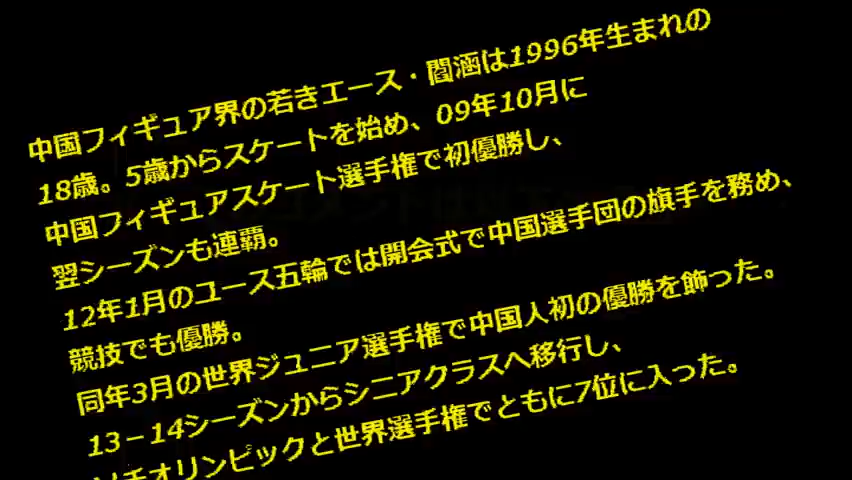 中国フィギュア界の若きエース・閻涵は1996年生まれの
18歳。5歳からスケートを始め、09年10月に
中国フィギュアスケート選手権で初優勝し、
翌シーズンも連覇。
12年1月のユース五輪では開会式で中国選手団の旗手を務め、
競技でも優勝。
同年3月の世界ジュニア選手権で中国人初の優勝を飾った。
13－14シーズンからシニアクラスへ移行し、
ソチオリンピックと世界選手権でともに7位に入った。